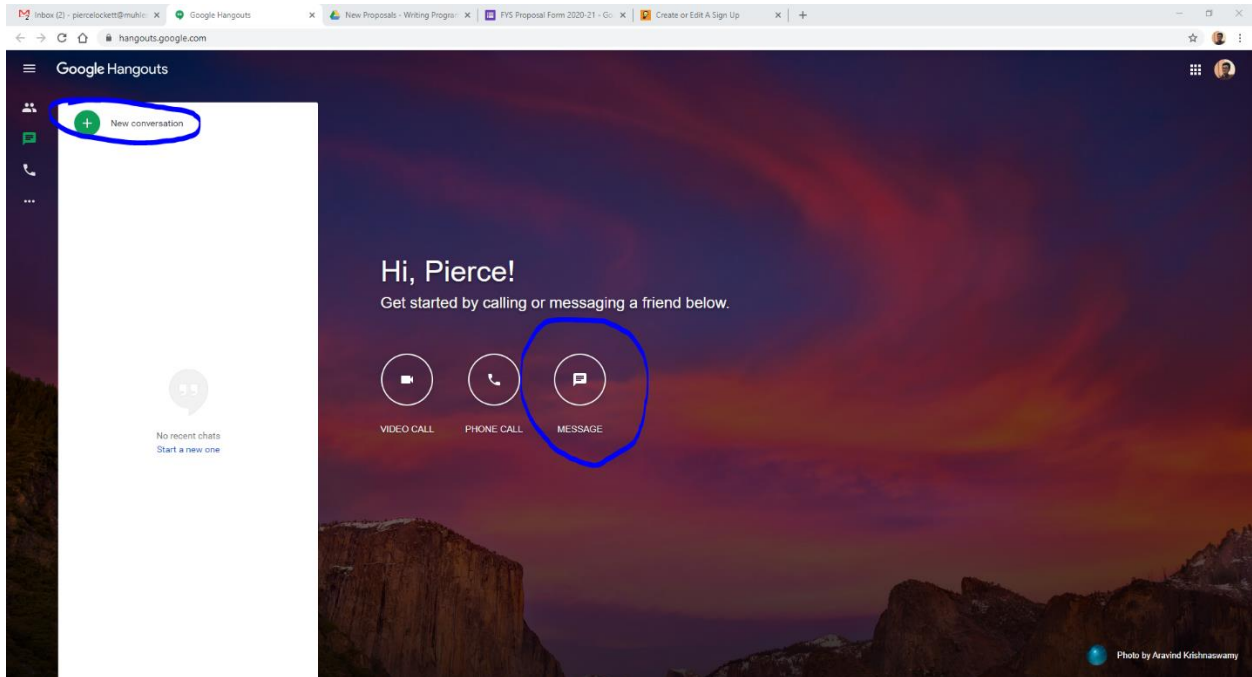 Inbox (2) - piercelockett@muhle
Google Hangouts
New Proposals - Writing Program
FYS Proposal Form 2020-21 - Go
Create or Edit A Sign Up
hangouts.google.com
Google Hangouts
New conversation
Hi, Pierce!
Get started by calling or messaging a friend below.
VIDEO CALL PHONE CALL MESSAGE
No recent chats
Start a new one
Photo by Aravind Krishnaswamy